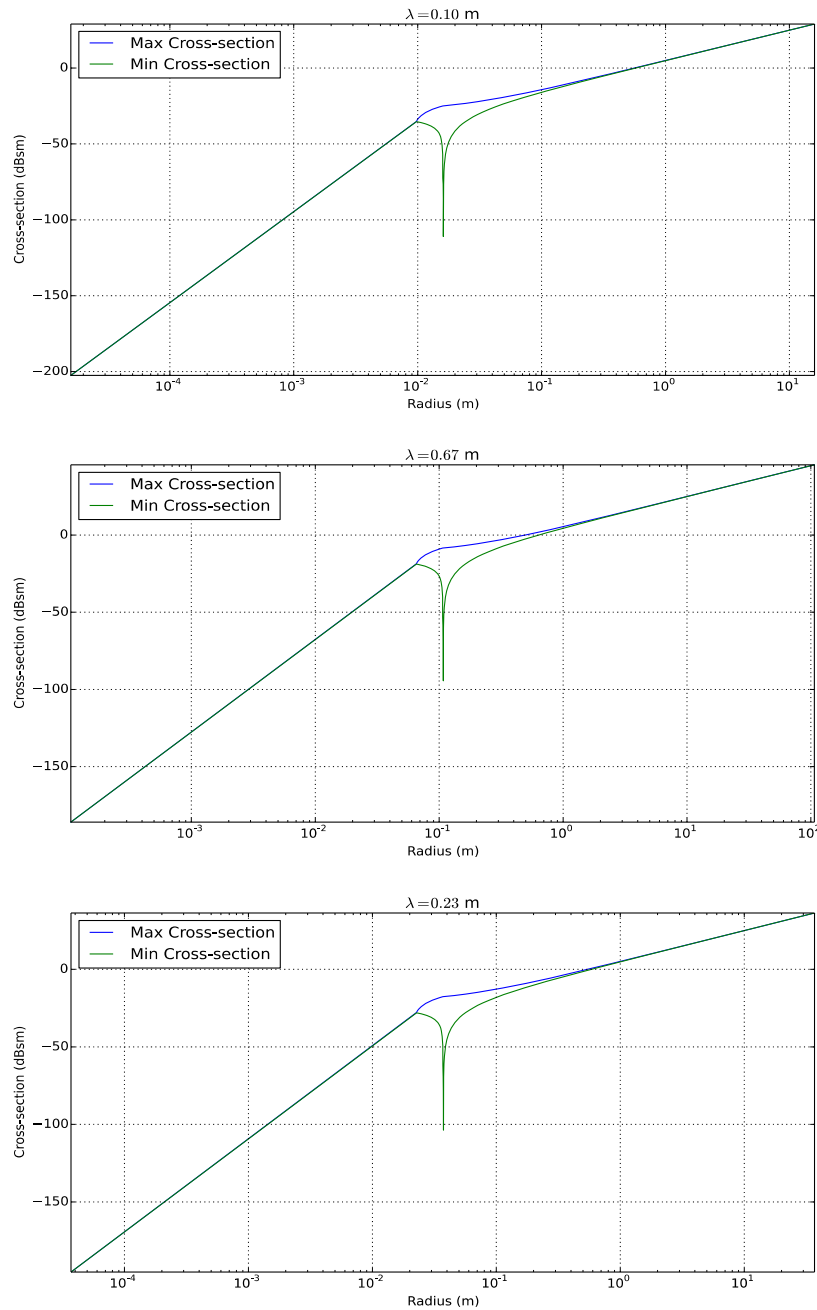 λ=0.10 m
Max Cross-section
Min Cross-section
Cross-section (dBsm)
0
−50
−100
−150
−200
10⁻⁴ 10⁻³ 10⁻² 10⁻¹ 10⁰ 10¹
Radius (m)
λ=0.67 m
Max Cross-section
Min Cross-section
Cross-section (dBsm)
0
−50
−100
−150
10⁻³ 10⁻² 10⁻¹ 10⁰ 10¹ 10²
Radius (m)
λ=0.23 m
Max Cross-section
Min Cross-section
Cross-section (dBsm)
0
−50
−100
−150
10⁻⁴ 10⁻³ 10⁻² 10⁻¹ 10⁰ 10¹
Radius (m)